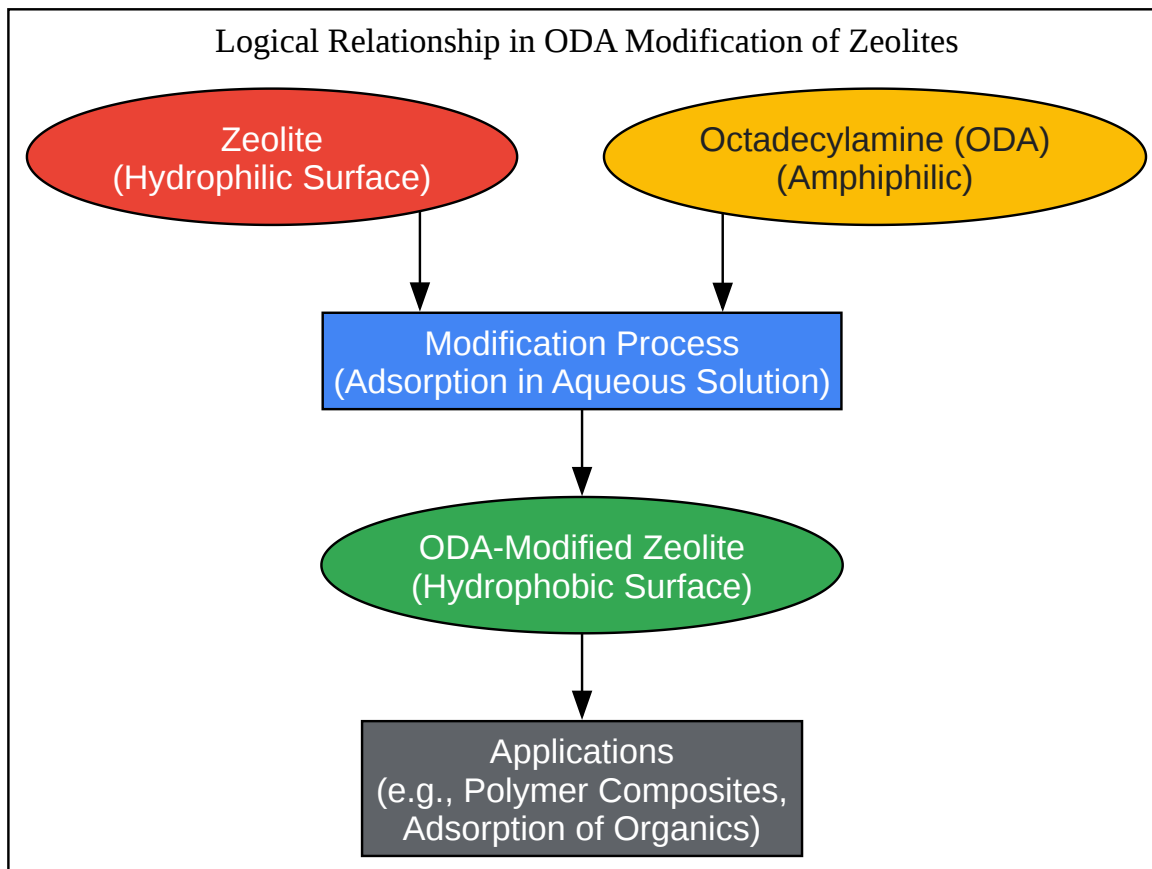 Logical Relationship in ODA Modification of Zeolites
Zeolite
(Hydrophilic Surface)
Octadecylamine (ODA)
(Amphiphilic)
Modification Process
(Adsorption in Aqueous Solution)
ODA-Modified Zeolite
(Hydrophobic Surface)
Applications
(e.g., Polymer Composites,
Adsorption of Organics)